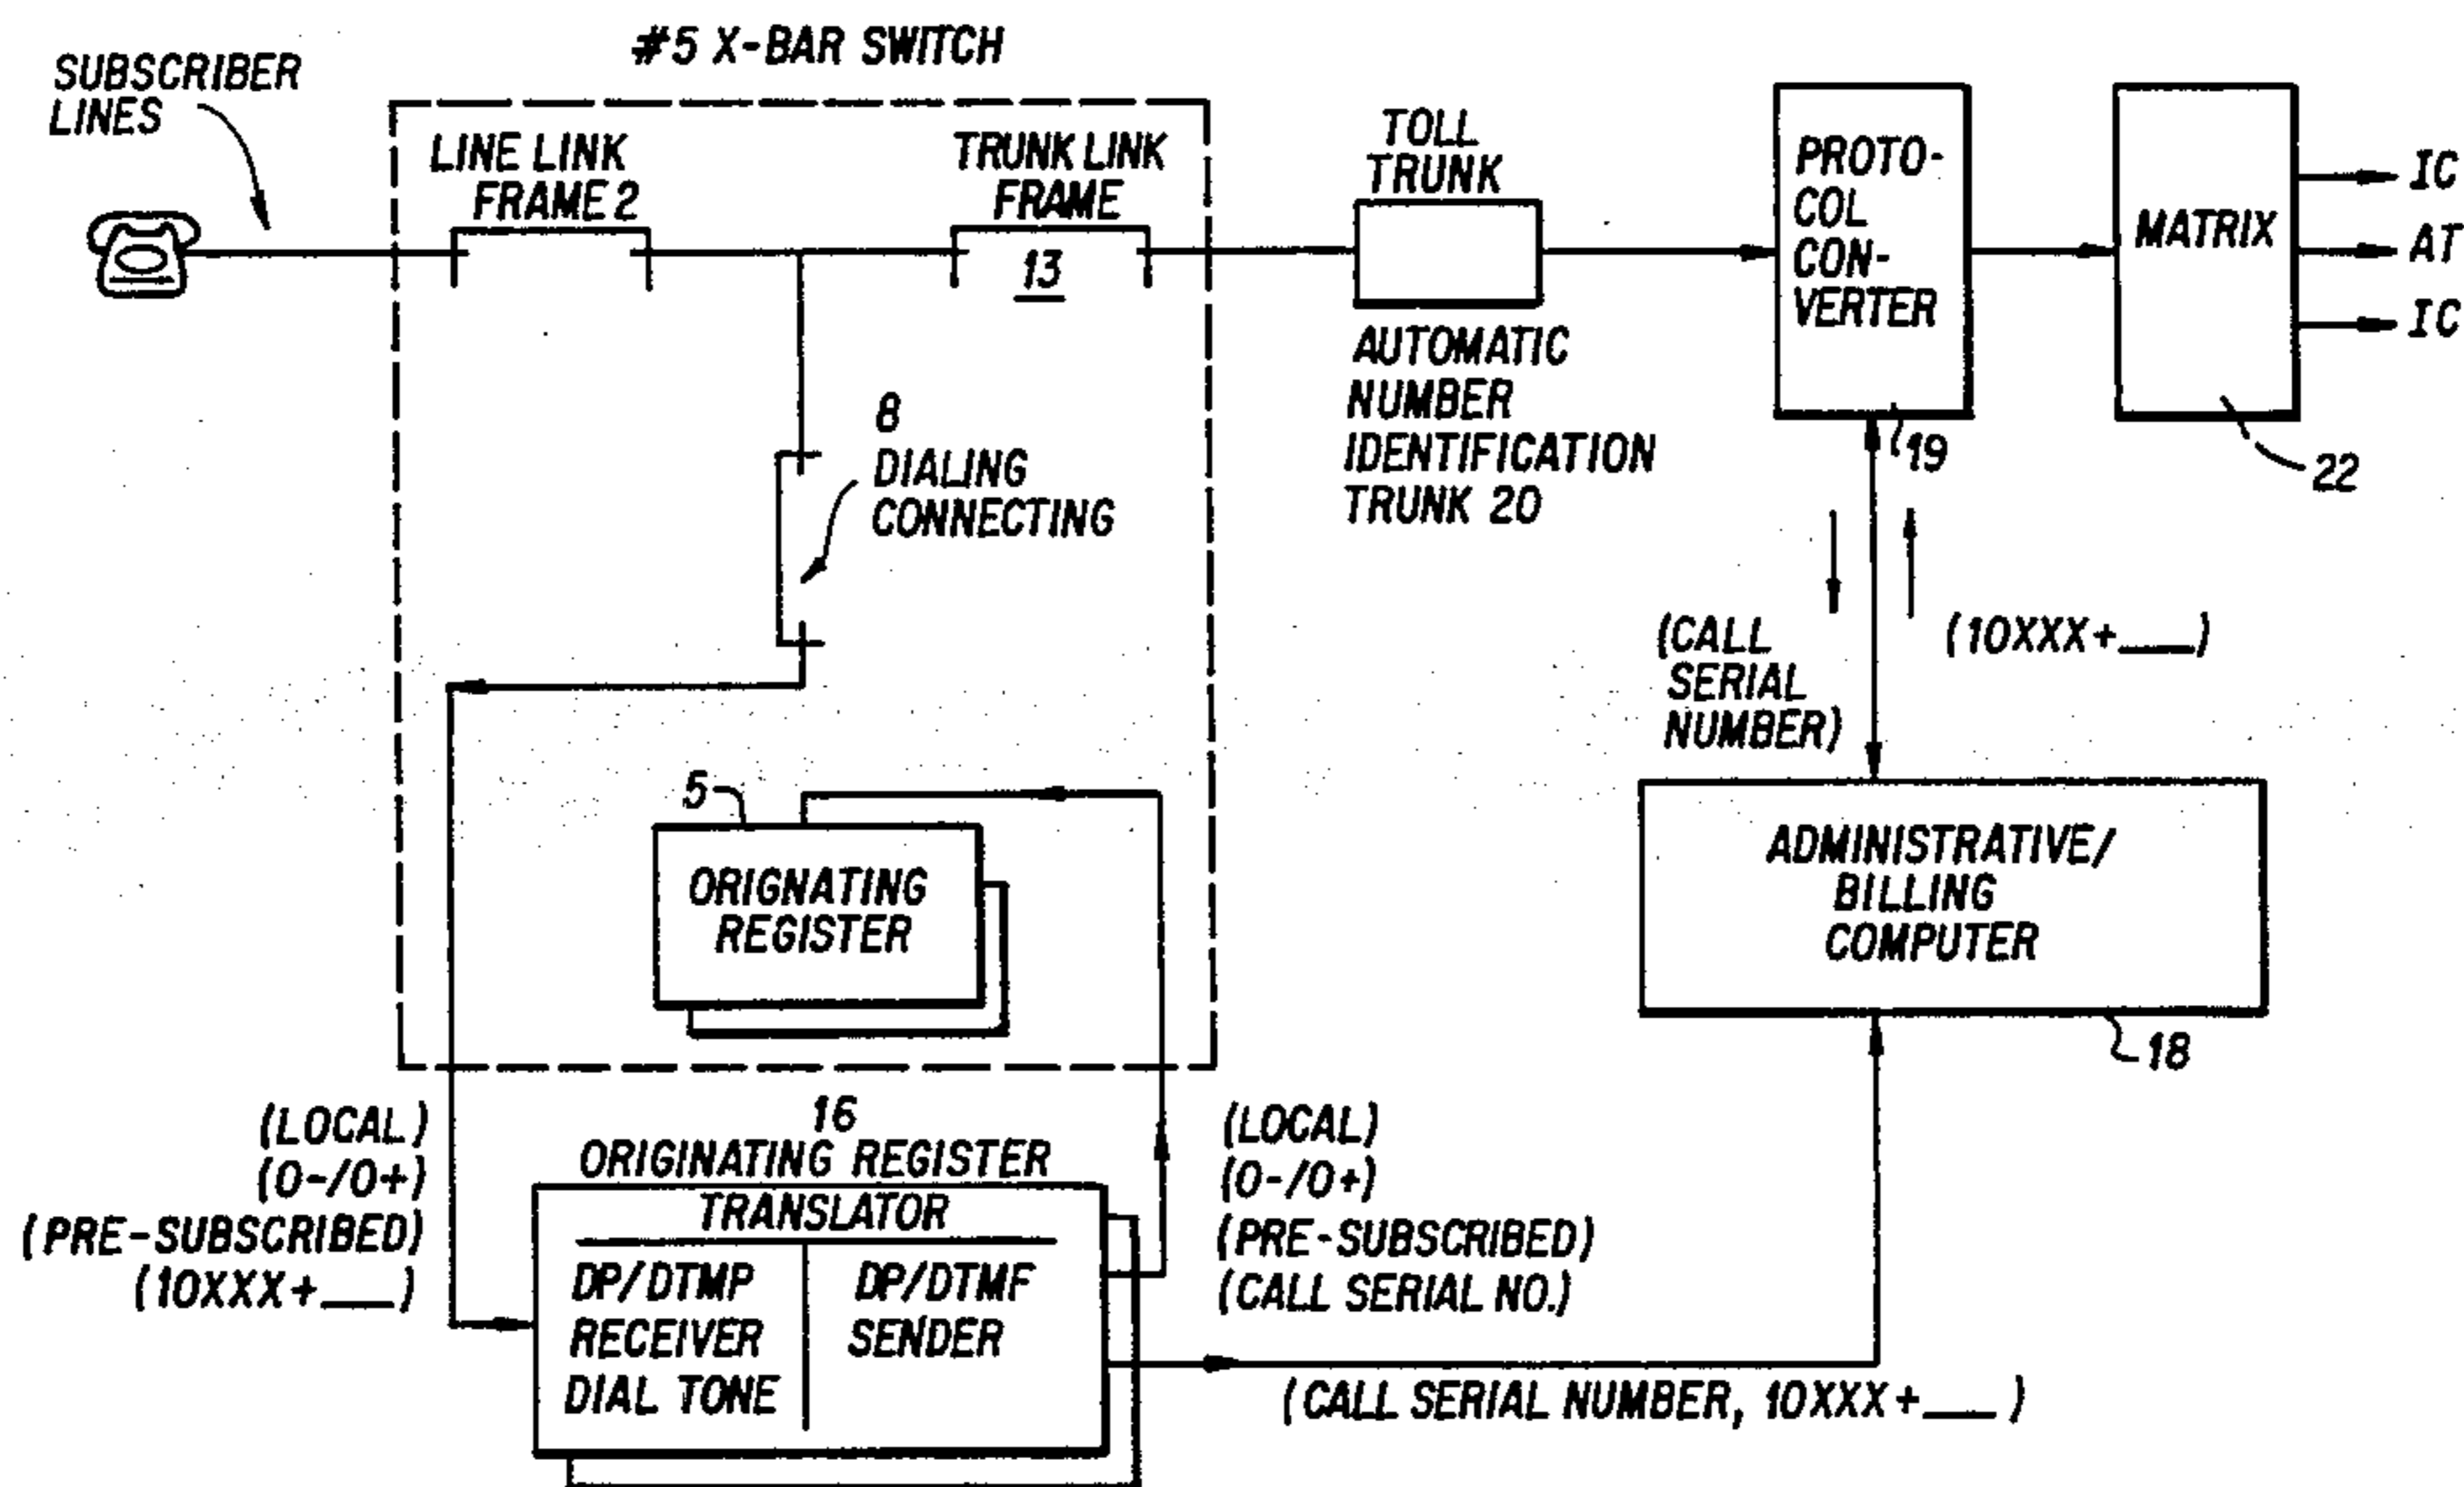 #5 X-BAR SWITCH
SUBSCRIBER
LINES
LINE LINK
FRAME 2
TRUNK LINK
FRAME
13
TOLL
TRUNK
AUTOMATIC
NUMBER
IDENTIFICATION
TRUNK 20
PROTO-
COL
CON-
VERTER
19
MATRIX
22
IC
AT
IC
8
DIALING
CONNECTING
(CALL
SERIAL
NUMBER)
(10XXX+___)
5
ORIGNATING
REGISTER
ADMINISTRATIVE/
BILLING
COMPUTER
18
(LOCAL)
(0-/0+)
(PRE-SUBSCRIBED)
(10XXX+___)
16
ORIGINATING REGISTER
TRANSLATOR
DP/DTMP
RECEIVER
DIAL TONE
DP/DTMF
SENDER
(LOCAL)
(0-/0+)
(PRE-SUBSCRIBED)
(CALL SERIAL NO.)
(CALL SERIAL NUMBER, 10XXX+___)